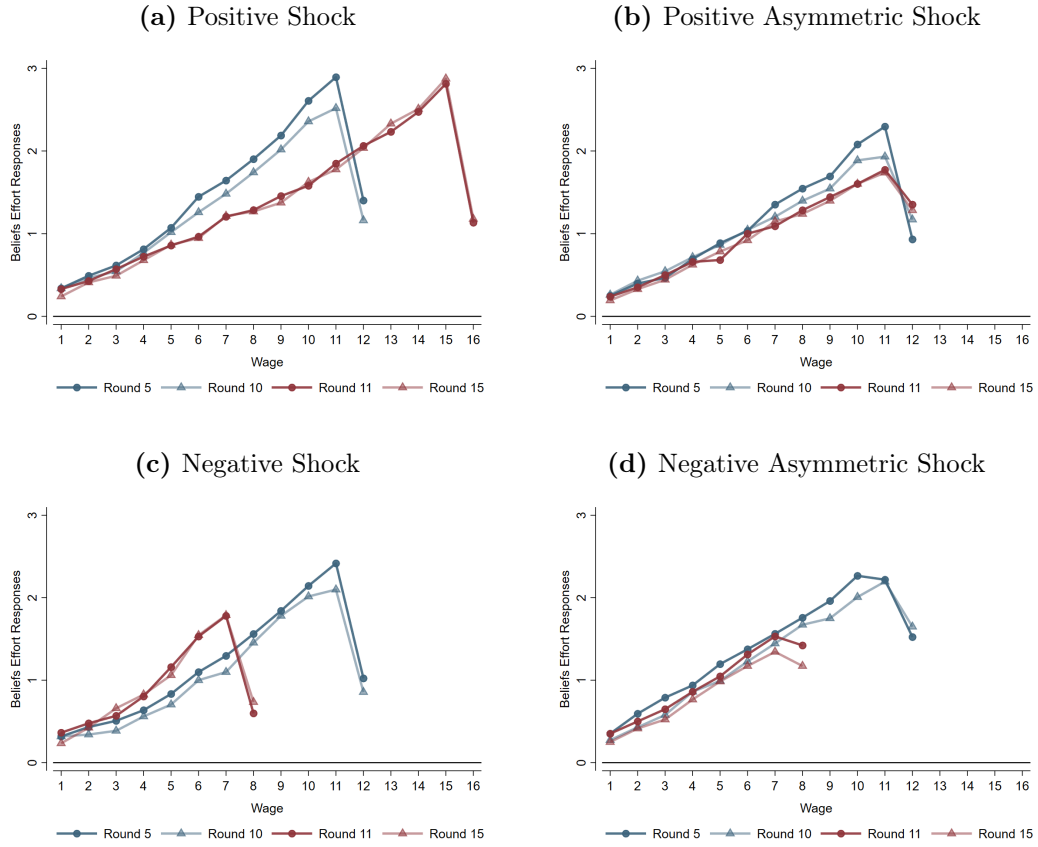 (a) Positive Shock
3
2
1
0
Beliefs Effort Responses
1 2 3 4 5 6 7 8 9 10 11 12 13 14 15 16
Wage
Round 5 Round 10 Round 11 Round 15
(b) Positive Asymmetric Shock
3
2
1
0
Beliefs Effort Responses
1 2 3 4 5 6 7 8 9 10 11 12 13 14 15 16
Wage
Round 5 Round 10 Round 11 Round 15
(c) Negative Shock
3
2
1
0
Beliefs Effort Responses
1 2 3 4 5 6 7 8 9 10 11 12 13 14 15 16
Wage
Round 5 Round 10 Round 11 Round 15
(d) Negative Asymmetric Shock
3
2
1
0
Beliefs Effort Responses
1 2 3 4 5 6 7 8 9 10 11 12 13 14 15 16
Wage
Round 5 Round 10 Round 11 Round 15